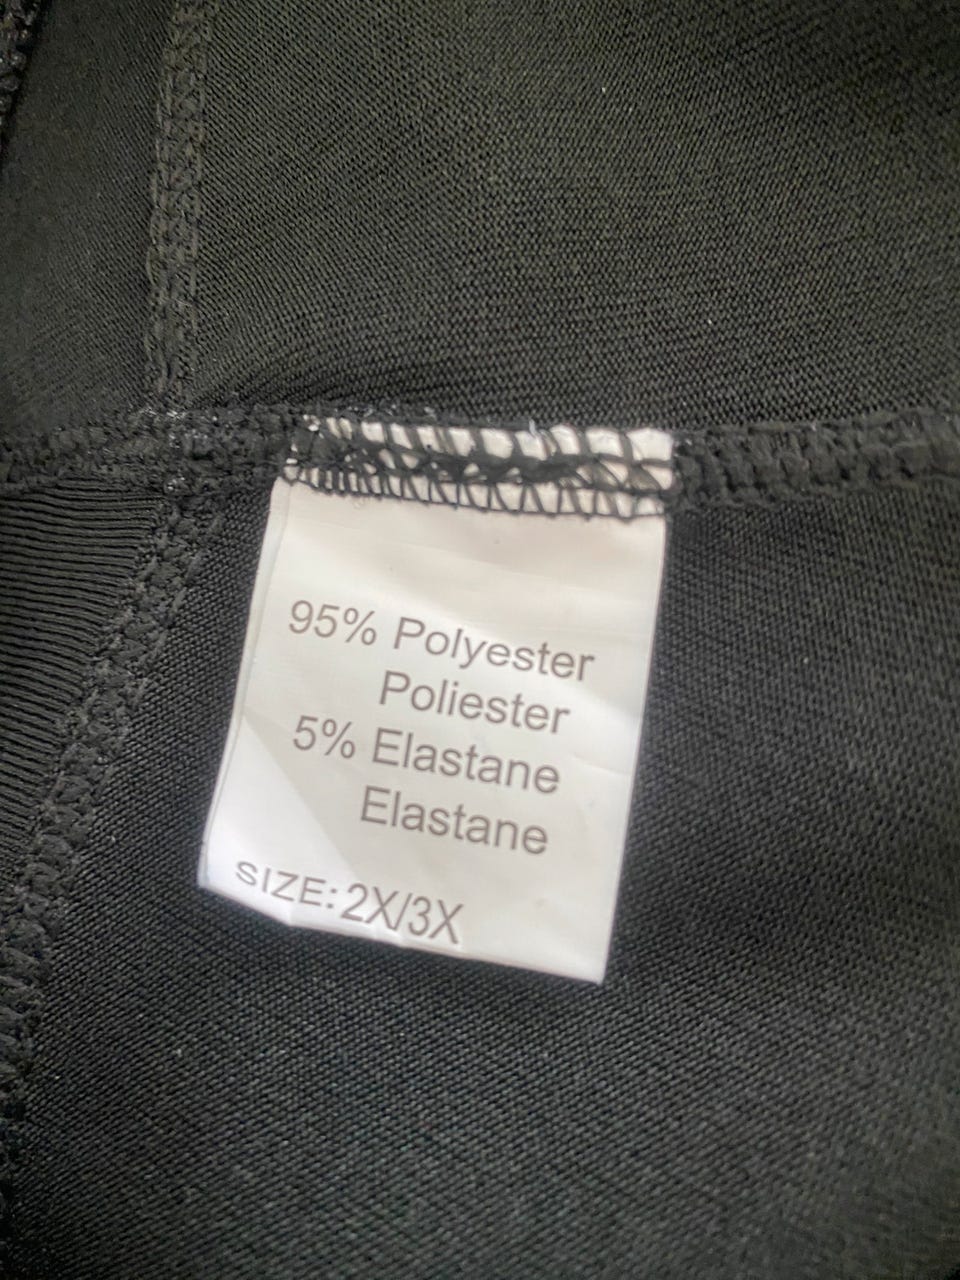 95% Polyester
Poliester
5% Elastane
Elastane
SIZE: 2X/3X